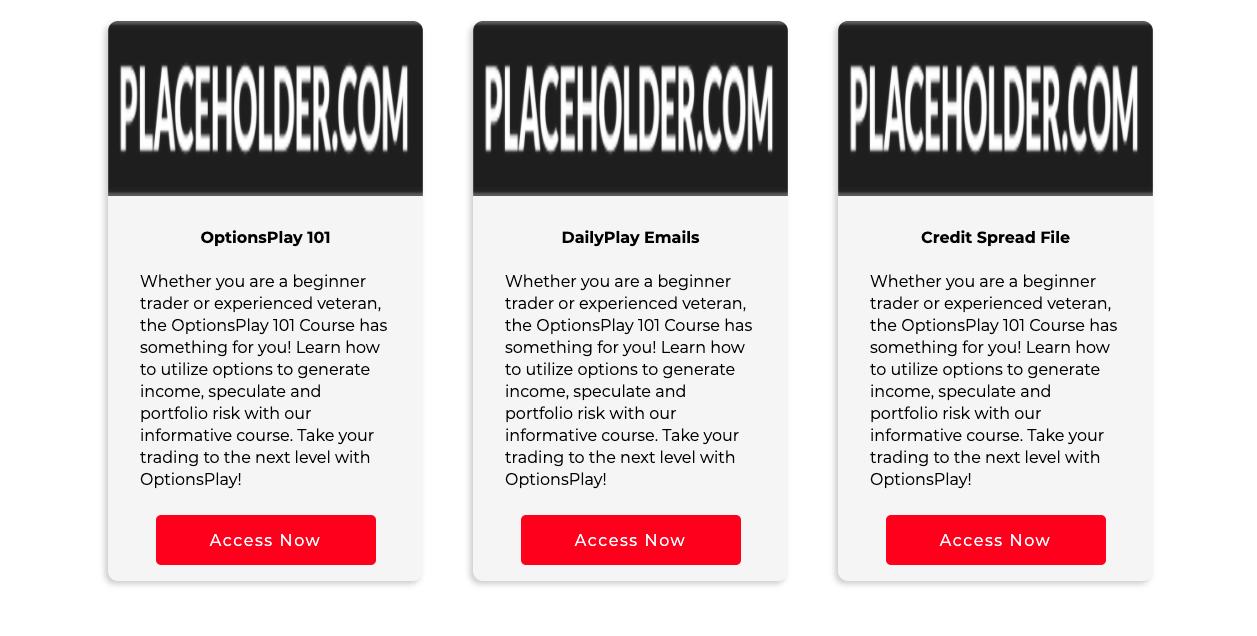 PLACEHOLDER.COM
OptionsPlay 101
Whether you are a beginner
trader or experienced veteran,
the OptionsPlay 101 Course has
something for you! Learn how
to utilize options to generate
income, speculate and
portfolio risk with our
informative course. Take your
trading to the next level with
OptionsPlay!
Access Now
PLACEHOLDER.COM
DailyPlay Emails
Whether you are a beginner
trader or experienced veteran,
the OptionsPlay 101 Course has
something for you! Learn how
to utilize options to generate
income, speculate and
portfolio risk with our
informative course. Take your
trading to the next level with
OptionsPlay!
Access Now
PLACEHOLDER.COM
Credit Spread File
Whether you are a beginner
trader or experienced veteran,
the OptionsPlay 101 Course has
something for you! Learn how
to utilize options to generate
income, speculate and
portfolio risk with our
informative course. Take your
trading to the next level with
OptionsPlay!
Access Now